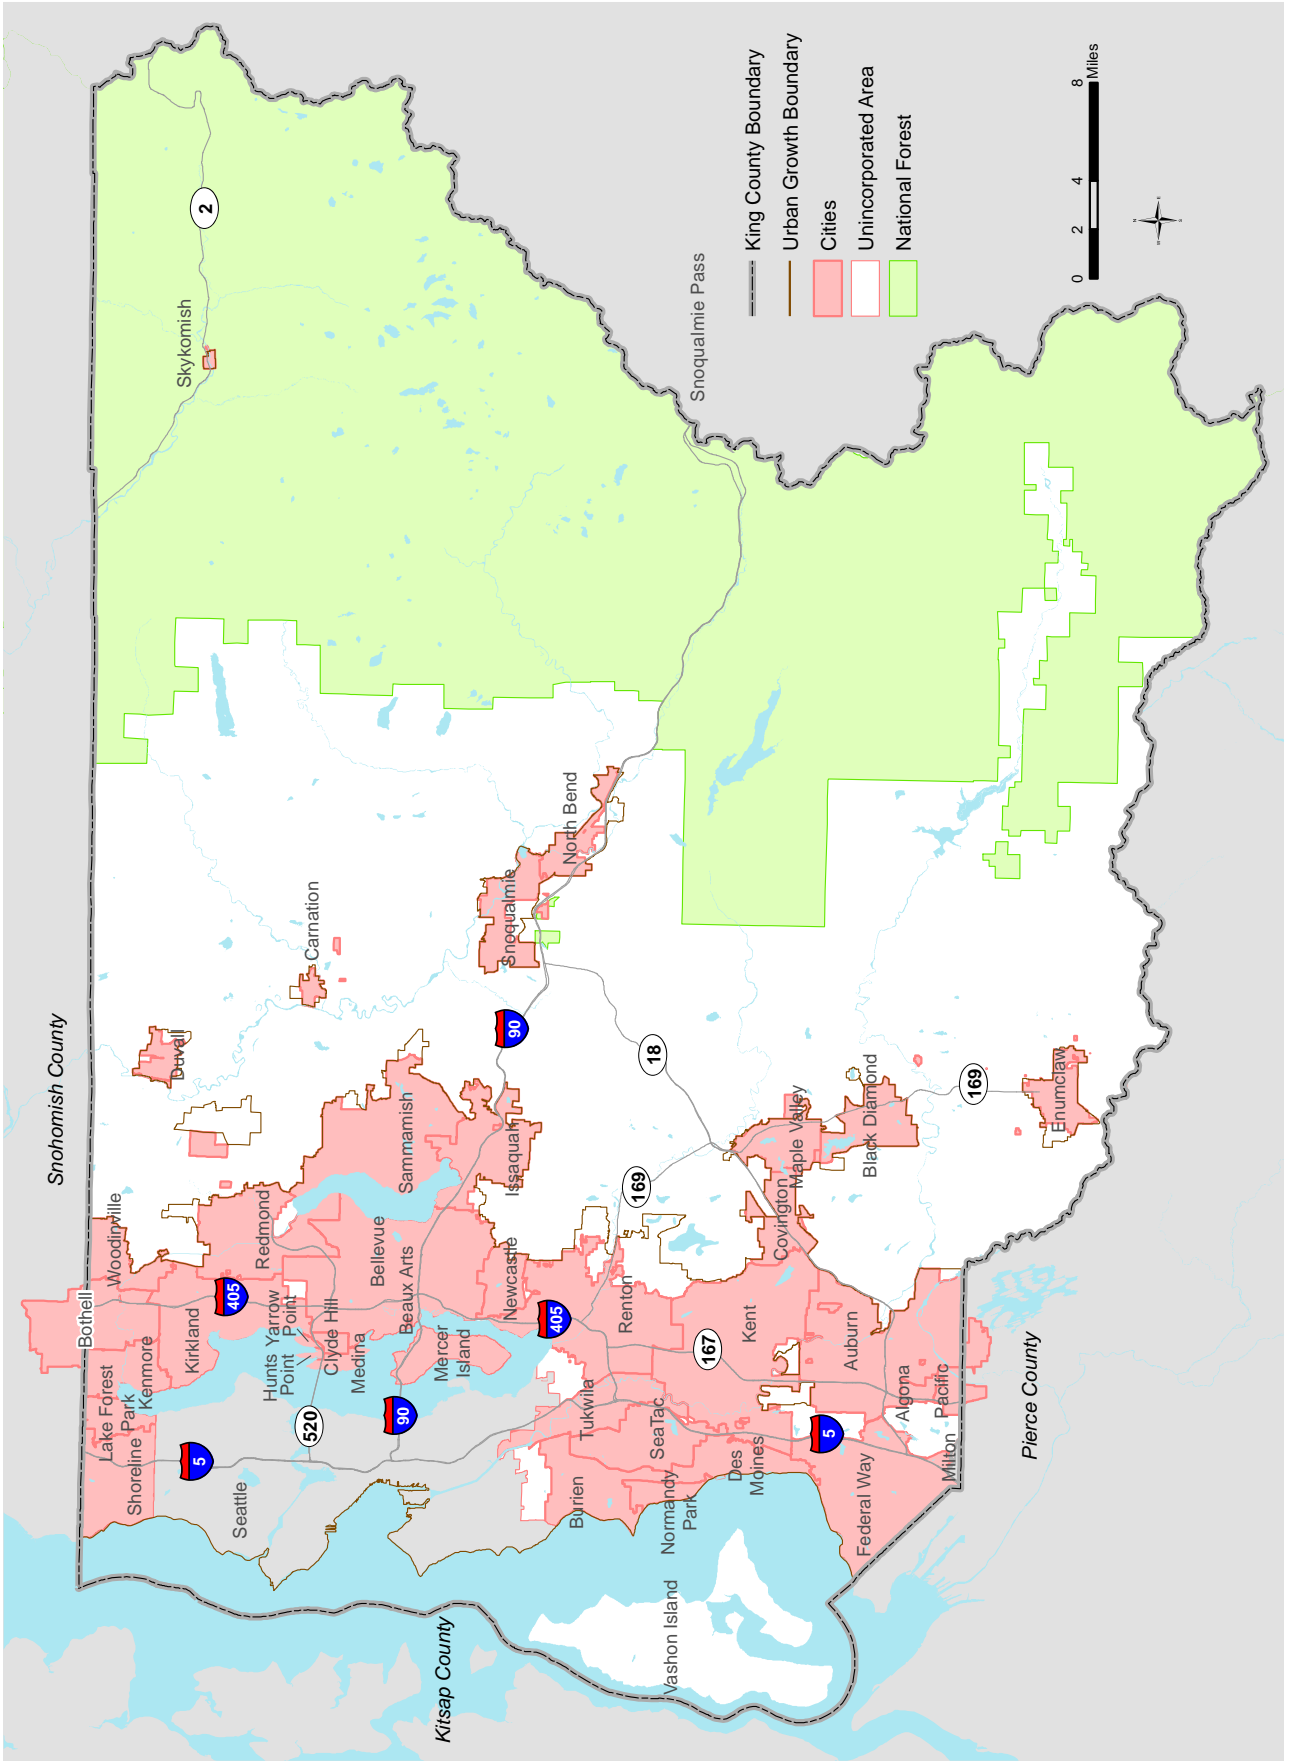 Snohomish County
Bothell
Woodinville
Duvall
Skykomish
2
Lake Forest
Park
Kenmore
Shoreline
Kirkland
405
Redmond
Carnation
5
Seattle
520
Hunts
Point
Yarrow
Point
Clyde Hill
Medina
Bellevue
Beaux Arts
Sammamish
90
Mercer
Island
Newcastle
Issaquah
90
Snoqualmie
North Bend
Snoqualmie Pass
405
Renton
169
18
Tukwila
Burien
SeaTac
Normandy
Park
Des
Moines
167
Kent
Covington
Maple Valley
Black Diamond
169
Enumclaw
Auburn
5
Federal Way
Algona
Pacific
Milton
Vashon Island
Kitsap County
Pierce County
King County Boundary
Urban Growth Boundary
Cities
Unincorporated Area
National Forest
0 2 4 8
Miles
N
E
S
W